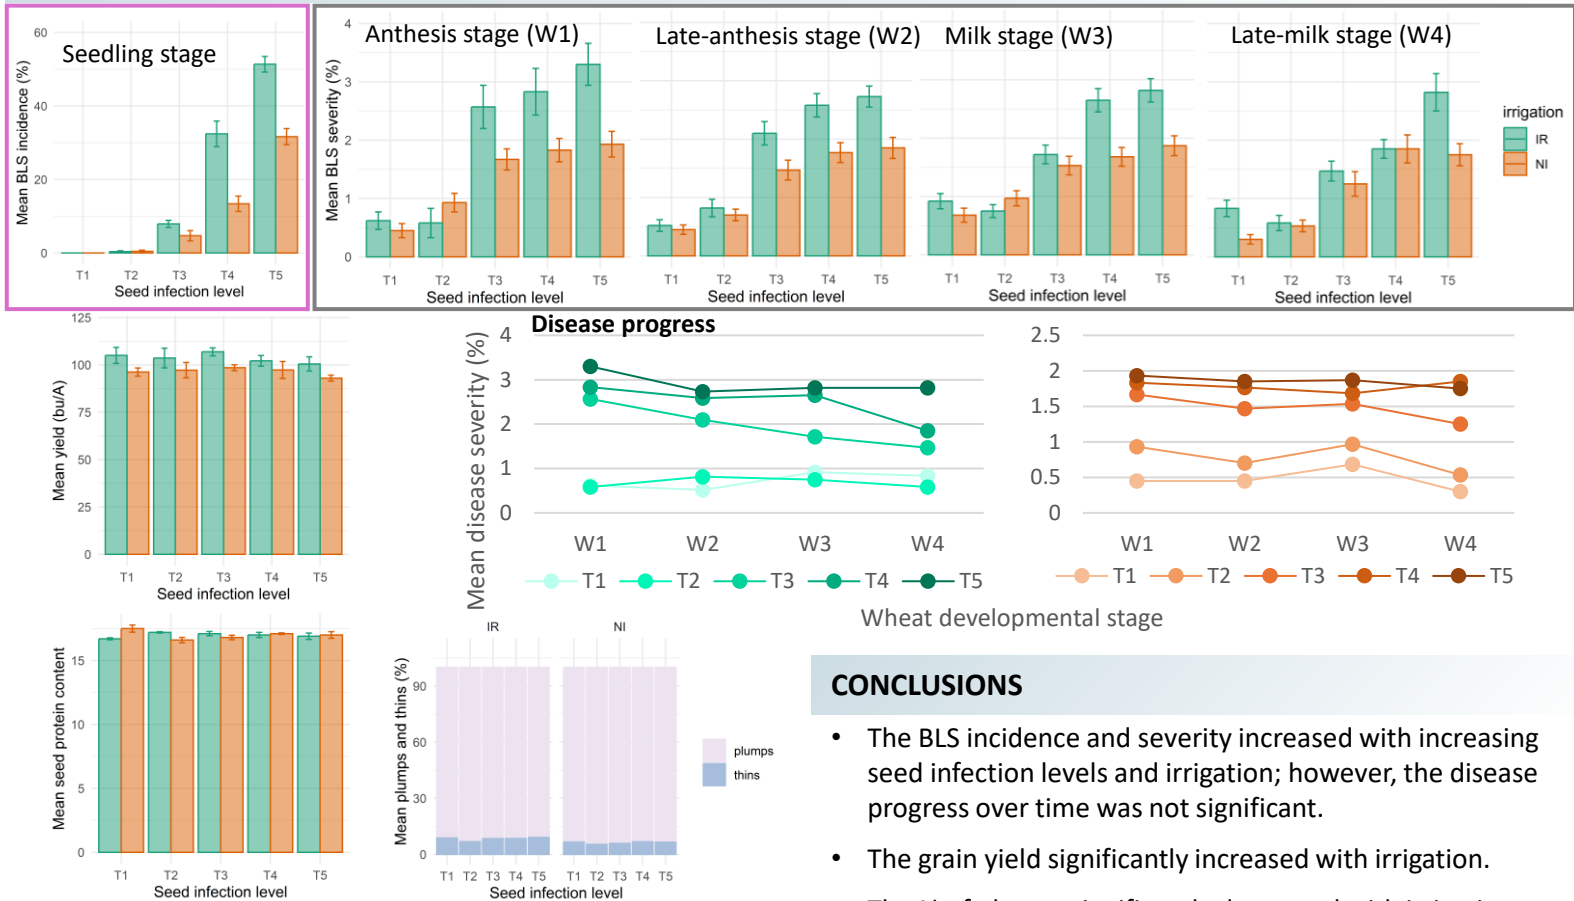 Seedling stage
Mean BLS incidence (%)
60
40
20
0
T1 T2 T3 T4 T5
Seed infection level
Anthesis stage (W1)
Late-anthesis stage (W2)
Milk stage (W3)
Late-milk stage (W4)
Mean BLS severity (%)
4
3
2
1
0
T1 T2 T3 T4 T5
Seed infection level
T1 T2 T3 T4 T5
Seed infection level
T1 T2 T3 T4 T5
Seed infection level
T1 T2 T3 T4 T5
Seed infection level
irrigation
IR
NI
Mean yield (bu/A)
125
100
75
50
25
0
T1 T2 T3 T4 T5
Seed infection level
Disease progress
Mean disease severity (%)
4
3
2
1
0
W1 W2 W3 W4
T1 T2 T3 T4 T5
2.5
2
1.5
1
0.5
0
W1 W2 W3 W4
T1 T2 T3 T4 T5
Wheat developmental stage
Mean seed protein content
15
10
5
0
T1 T2 T3 T4 T5
Seed infection level
IR NI
Mean plumps and thins (%)
90
60
30
0
T1 T2 T3 T4 T5 T1 T2 T3 T4 T5
Seed infection level
plumps
thins
CONCLUSIONS
• The BLS incidence and severity increased with increasing
seed infection levels and irrigation; however, the disease
progress over time was not significant.
• The grain yield significantly increased with irrigation.